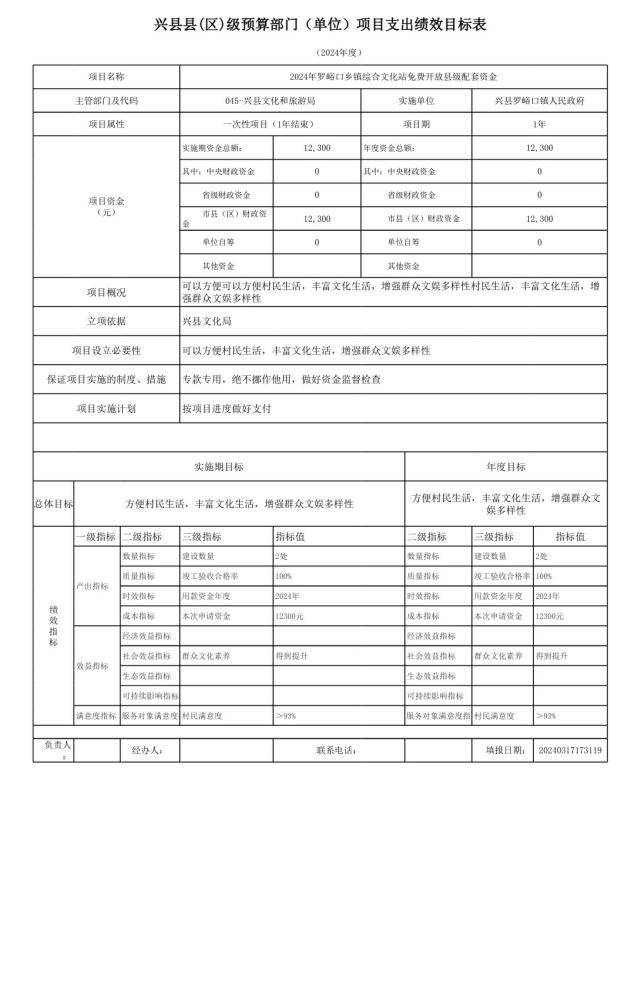 兴县县(区)级预算部门（单位）项目支出绩效目标表
（2024年度）
项目名称 2024年罗峪口乡镇综合文化站免费开放县级配套资金
主管部门及代码 045-兴县文化和旅游局 实施单位 兴县罗峪口镇人民政府
项目属性 一次性项目（1年结束） 项目期 1年
项目资金（元）
实施期资金总额： 12,300 年度资金总额： 12,300
其中：中央财政资金 0 其中：中央财政资金 0
省级财政资金 0 省级财政资金 0
市县（区）财政资金 12,300 市县（区）财政资金 12,300
单位自筹 0 单位自筹 0
其他资金 其他资金
项目概况 可以方便可以方便村民生活，丰富文化生活，增强群众文娱多样性村民生活，丰富文化生活，增
强群众文娱多样性
立项依据 兴县文化局
项目设立必要性 可以方便村民生活，丰富文化生活，增强群众文娱多样性
保证项目实施的制度、措施 专款专用，绝不挪作他用，做好资金监督检查
项目实施计划 按项目进度做好支付
实施期目标 年度目标
总体目标 方便村民生活，丰富文化生活，增强群众文娱多样性 方便村民生活，丰富文化生活，增强群众文
娱多样性
绩效指标
一级指标 二级指标 三级指标 指标值 二级指标 三级指标 指标值
产出指标 数量指标 建设数量 2处 数量指标 建设数量 2处
质量指标 竣工验收合格率 100% 质量指标 竣工验收合格率 100%
时效指标 用款资金年度 2024年 时效指标 用款资金年度 2024年
成本指标 本次申请资金 12300元 成本指标 本次申请资金 12300元
效益指标 经济效益指标 经济效益指标
社会效益指标 群众文化素养 得到提升 社会效益指标 群众文化素养 得到提升
生态效益指标 生态效益指标
可持续影响指标 可持续影响指标
满意度指标 服务对象满意度 村民满意度 ＞93% 服务对象满意度指 村民满意度 ＞93%
负责人： 经办人： 联系电话： 填报日期： 20240317173119